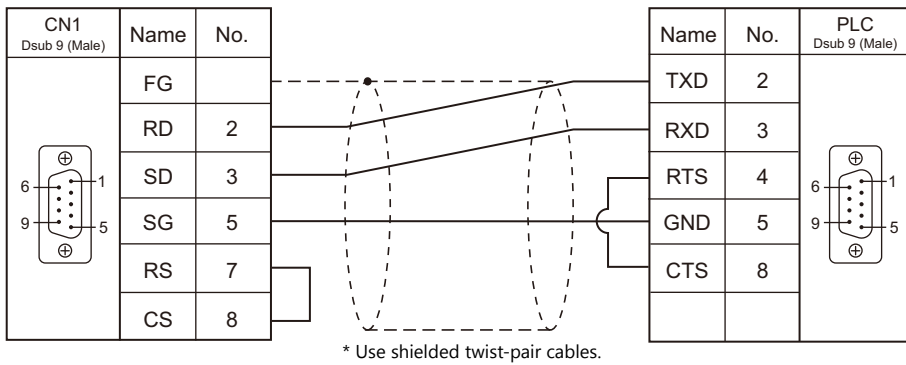 CN1
Dsub 9 (Male)
Name
No.
FG
RD
2
SD
3
SG
5
RS
7
CS
8
6
1
9
5
Name
No.
PLC
Dsub 9 (Male)
TXD
2
RXD
3
RTS
4
GND
5
CTS
8
6
1
9
5
* Use shielded twist-pair cables.